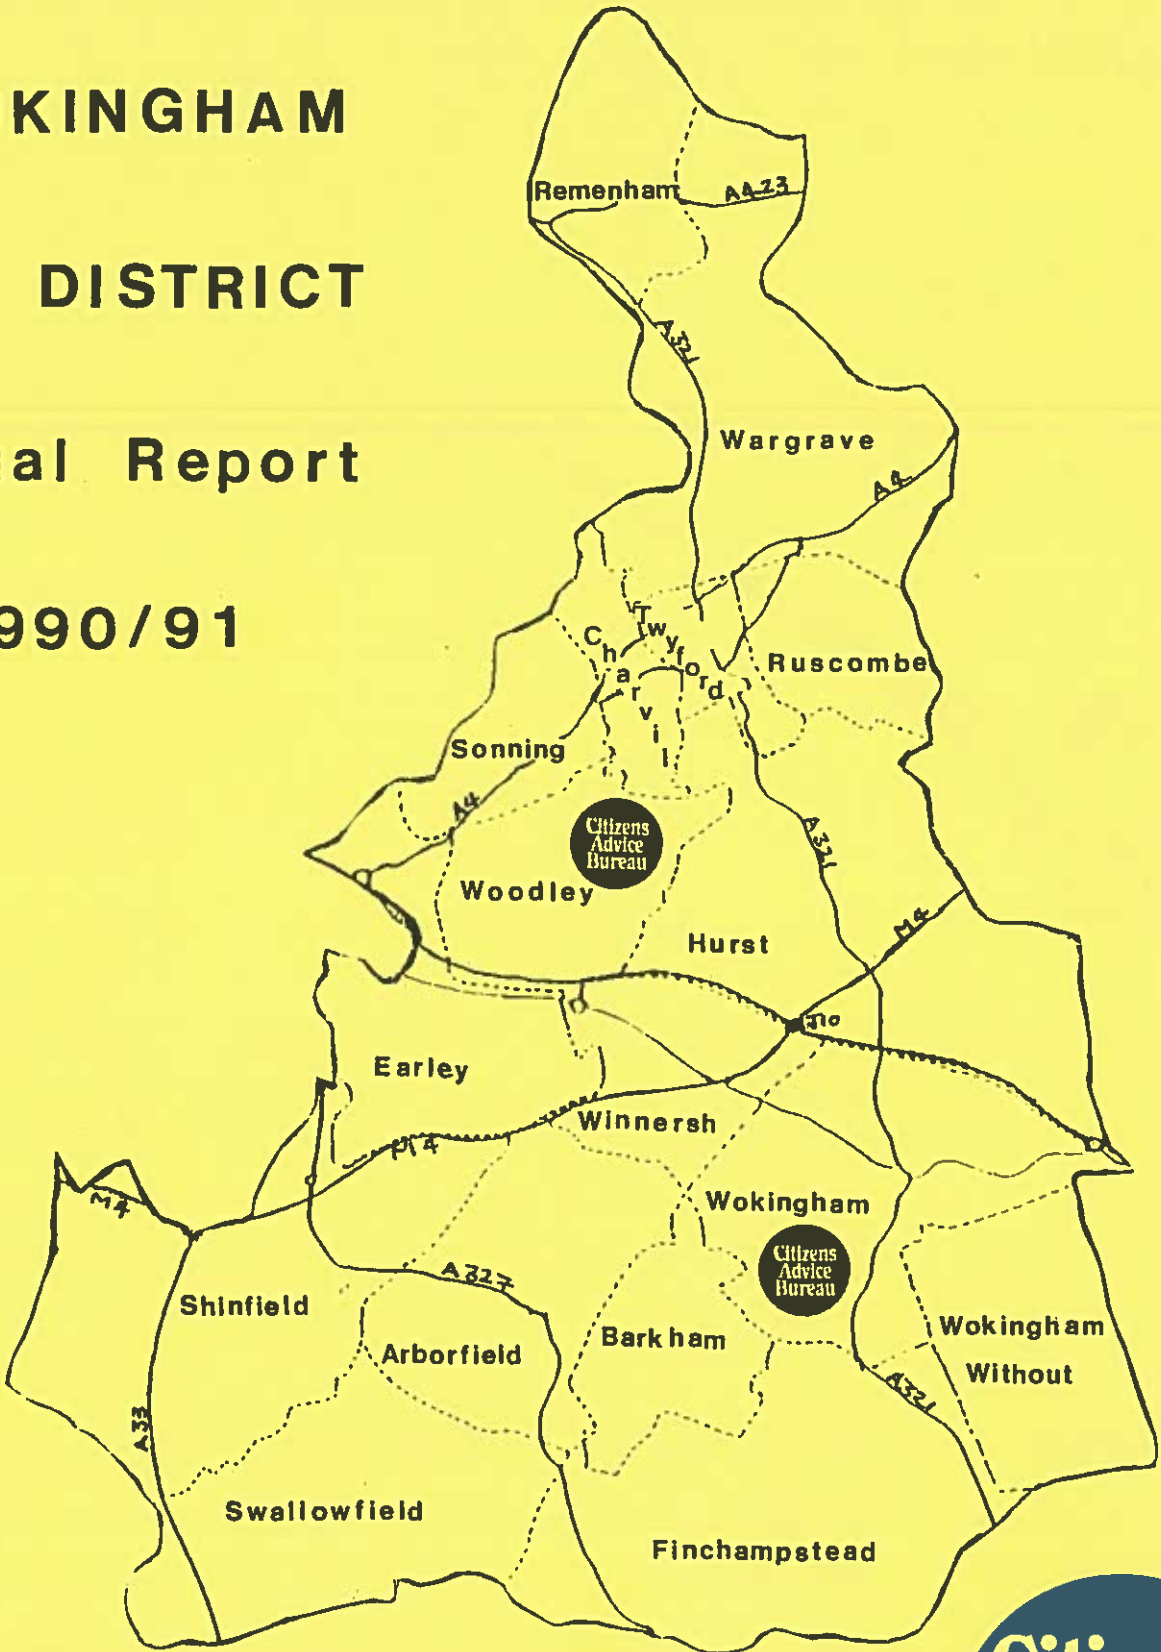 KINGHAM
DISTRICT
al Report
990/91
Remenham
A423
A321
Wargrave
A4
Twyford
Charvil
Ruscombe
Sonning
A4
Citizens
Advice
Bureau
Woodley
A321
M4
Hurst
J10
Earley
Winnersh
M4
M4
Wokingham
Citizens
Advice
Bureau
A327
Shinfield
Arborfield
Barkham
Wokingham
Without
A321
A33
Swallowfield
Finchampstead
Citi